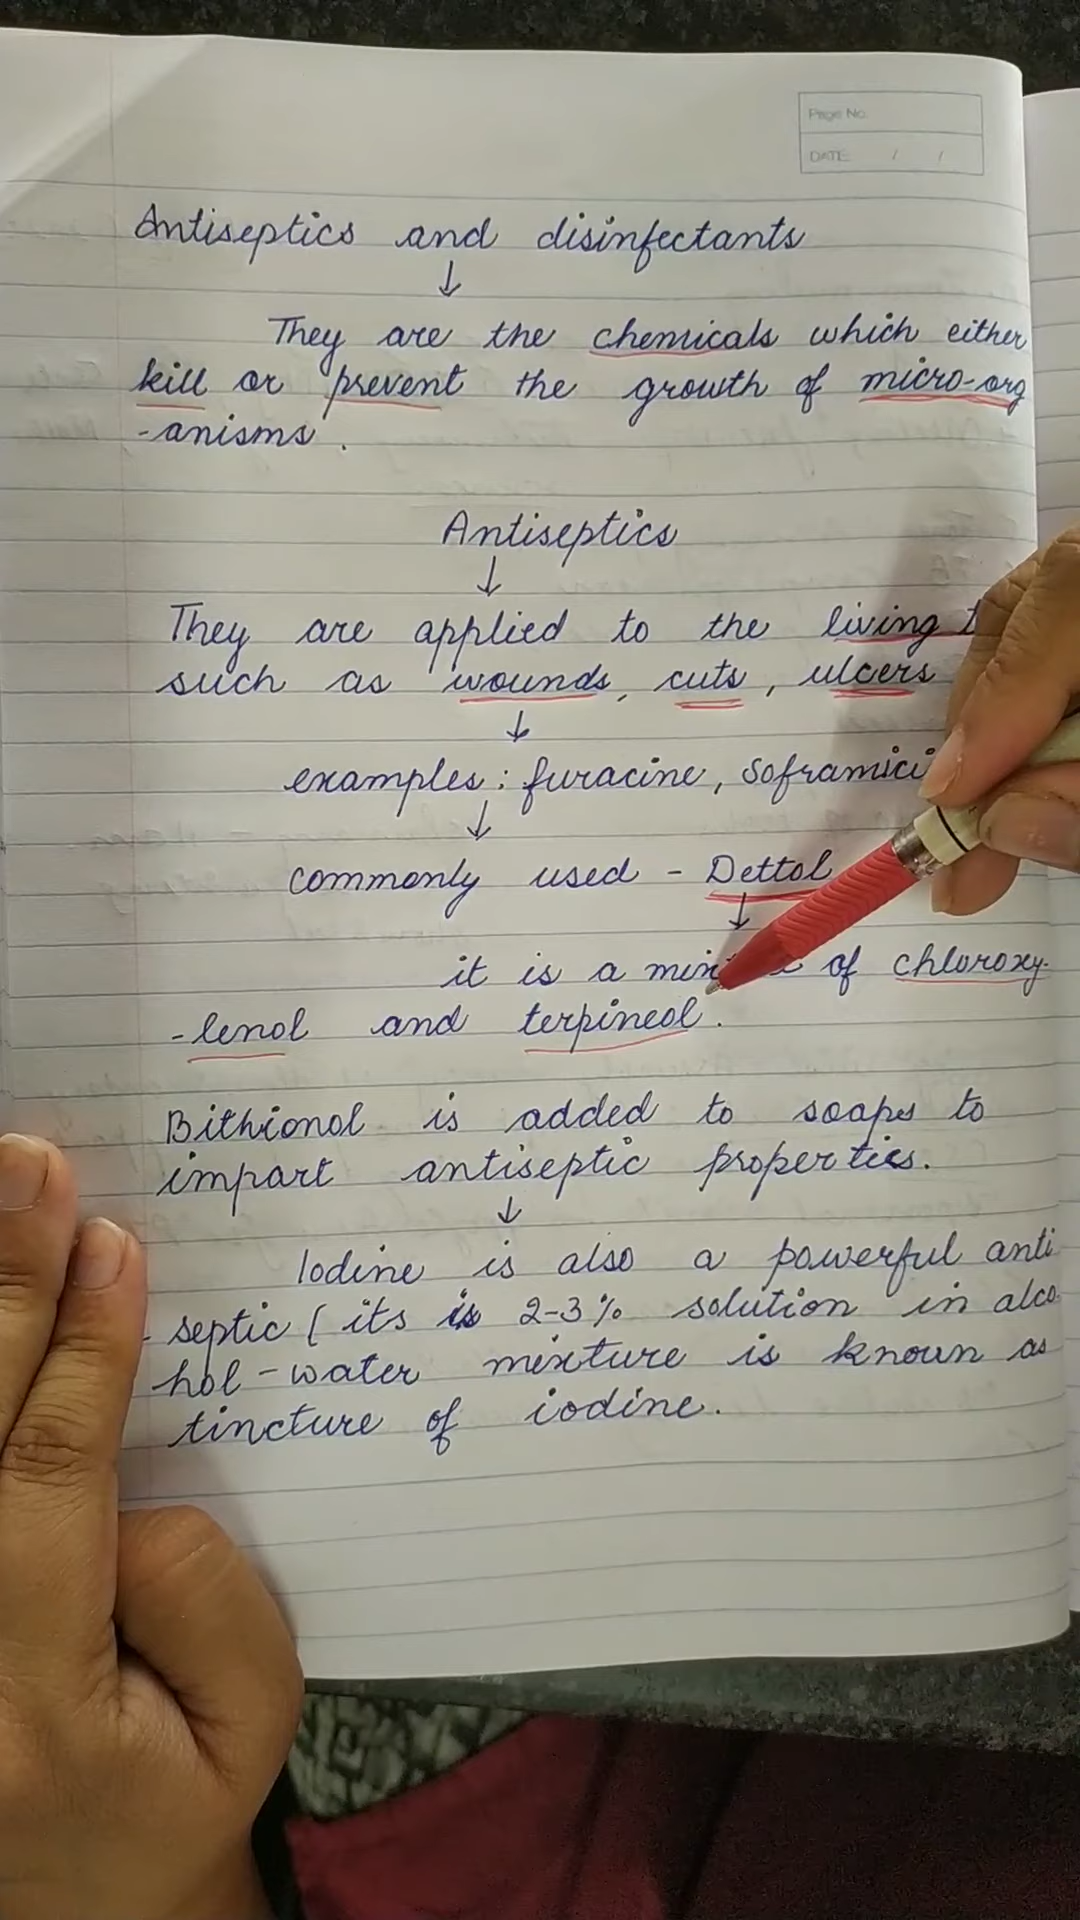 Page No.
DATE: / /
Antiseptics and disinfectants
↓
They are the chemicals which either
kill or prevent the growth of micro-org
-anisms.
Antiseptics
↓
They are applied to the living
such as wounds, cuts, ulcers
↓
examples: furacine,
↓
commonly used - Dettol
↓
it is a of chloroxy-
-lenol and terpineol.
Bithional is added to soaps to
impart antiseptic properties.
↓
Iodine is also a powerful anti
- septic (its is 2-3% solution in alco
hol-water mixture is known as
tincture of iodine.